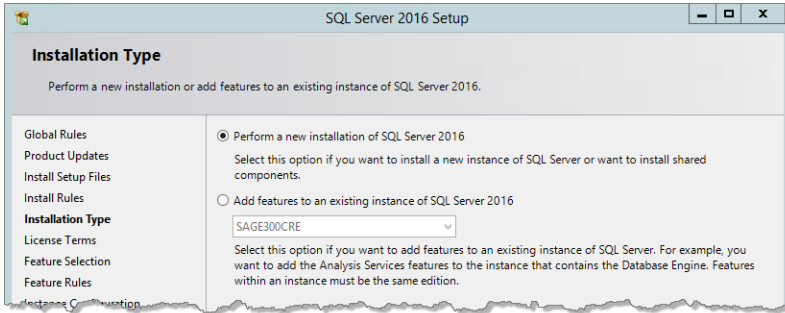 SQL Server 2016 Setup
Installation Type
Perform a new installation or add features to an existing instance of SQL Server 2016.
Global Rules
Product Updates
Install Setup Files
Install Rules
Installation Type
License Terms
Feature Selection
Feature Rules
Instance Configuration
Perform a new installation of SQL Server 2016
Select this option if you want to install a new instance of SQL Server or want to install shared
components.
Add features to an existing instance of SQL Server 2016
SAGE300CRE
Select this option if you want to add features to an existing instance of SQL Server. For example, you
want to add the Analysis Services features to the instance that contains the Database Engine. Features
within an instance must be the same edition.